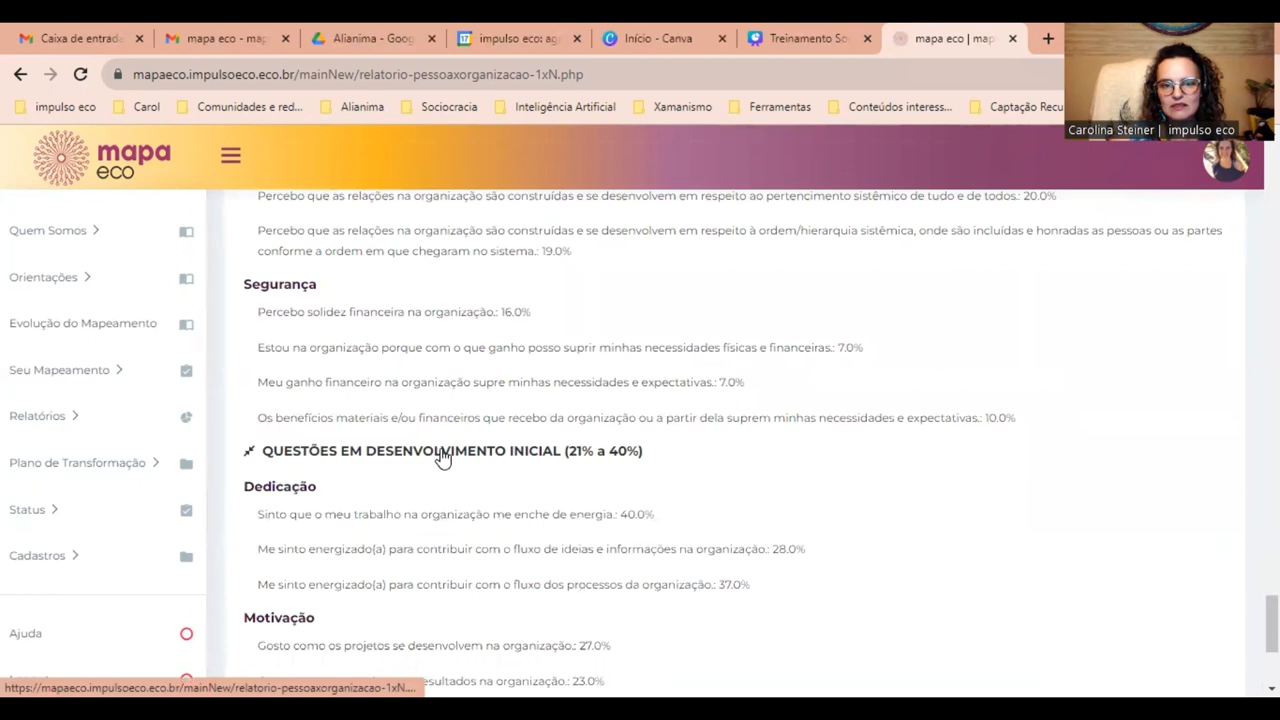 Caixa de entrad
mapa eco - map
Alianima - Goog
17
impulso eco: ag
Início - Canva
Treinamento So
mapa eco | map
mapaeco.impulsoeco.eco.br/mainNew/relatorio-pessoaxorganizacao-1xN.php
impulso eco
Carol
Comunidades e red...
Alianima
Sociocracia
Inteligência Artificial
Xamanismo
Ferramentas
Conteúdos interess...
Captação Recu
Carolina Steiner | impulso eco
mapa
eco
Quem Somos
Orientações
Evolução do Mapeamento
Seu Mapeamento
Relatórios
Plano de Transformação
Status
Cadastros
Ajuda
Percebo que as relações na organização são construídas e se desenvolvem em respeito ao pertencimento sistêmico de tudo e de todos.: 20.0%
Percebo que as relações na organização são construídas e se desenvolvem em respeito à ordem/hierarquia sistêmica, onde são incluídas e honradas as pessoas ou as partes
conforme a ordem em que chegaram no sistema.: 19.0%
Segurança
Percebo solidez financeira na organização.: 16.0%
Estou na organização porque com o que ganho posso suprir minhas necessidades físicas e financeiras.: 7.0%
Meu ganho financeiro na organização supre minhas necessidades e expectativas.: 7.0%
Os benefícios materiais e/ou financeiros que recebo da organização ou a partir dela suprem minhas necessidades e expectativas.: 10.0%
QUESTÕES EM DESENVOLVIMENTO INICIAL (21% a 40%)
Dedicação
Sinto que o meu trabalho na organização me enche de energia.: 40.0%
Me sinto energizado(a) para contribuir com o fluxo de ideias e informações na organização.: 28.0%
Me sinto energizado(a) para contribuir com o fluxo dos processos da organização.: 37.0%
Motivação
Gosto como os projetos se desenvolvem na organização.: 27.0%
esultados na organização.: 23.0%
https://mapaeco.impulsoeco.eco.br/mainNew/relatorio-pessoaxorganizacao-1xN....